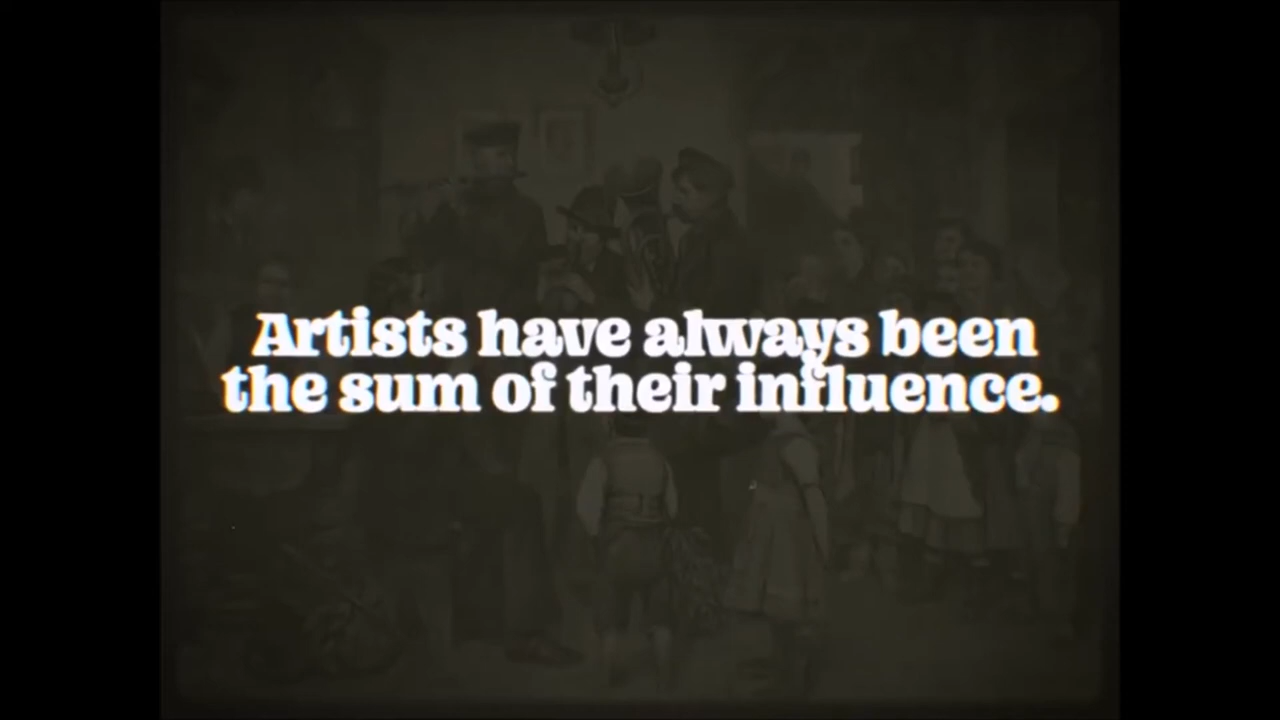 Artists have always been
the sum of their influence.